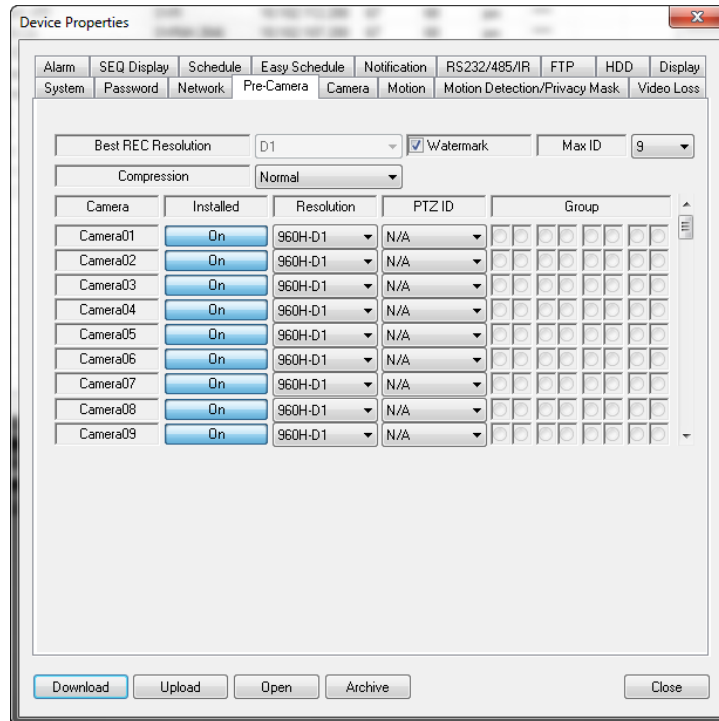 Device Properties
Alarm SEQ Display Schedule Easy Schedule Notification RS232/485/IR FTP HDD Display
System Password Network Pre-Camera Camera Motion Motion Detection/Privacy Mask Video Loss
Best REC Resolution D1 Watermark Max ID 9
Compression Normal
Camera Installed Resolution PTZ ID Group
Camera01 On 960H-D1 N/A
Camera02 On 960H-D1 N/A
Camera03 On 960H-D1 N/A
Camera04 On 960H-D1 N/A
Camera05 On 960H-D1 N/A
Camera06 On 960H-D1 N/A
Camera07 On 960H-D1 N/A
Camera08 On 960H-D1 N/A
Camera09 On 960H-D1 N/A
Download Upload Open Archive Close